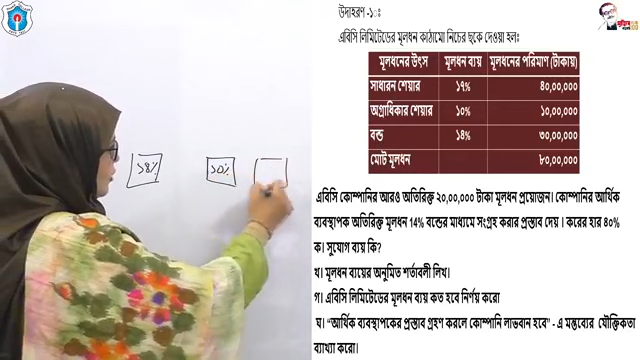 উদাহরণ-১০ঃ
এবিসি লিমিটেডের মূলধন কাঠামো নিচের ছকে দেওয়া হল:
মূলধনের উৎস মূলধন ব্যয় মূলধনের পরিমাণ (টাকায়)
সাধারন শেয়ার ১৭% ৪০,০০,০০০
অগ্রাধিকার শেয়ার ১০% ১০,০০,০০০
বন্ড ১৪% ৩০,০০,০০০
মোট মূলধন ৮০,০০,০০০
১৪% ১০%
এবিসি কোম্পানির আরও অতিরিক্ত ২০,০০,০০০ টাকা মূলধন প্রয়োজন। কোম্পানির আর্থিক
ব্যবস্থাপক অতিরিক্ত মূলধন 14% বন্ডের মাধ্যমে সংগ্রহ করার প্রস্তাব দেয়। করের হার ৪০%
ক। সুযোগ ব্যয় কি?
খ। মূলধন ব্যয়ের অনুমিত শর্তাবলী লিখ।
গ। এবিসি লিমিটেডের মূলধন ব্যয় কত হবে নির্ণয় করো
ঘ। “আর্থিক ব্যবস্থাপকের প্রস্তাব গ্রহণ করলে কোম্পানি লাভবান হবে” - এ মন্তব্যের যৌক্তিকতা
ব্যাখ্যা করো।